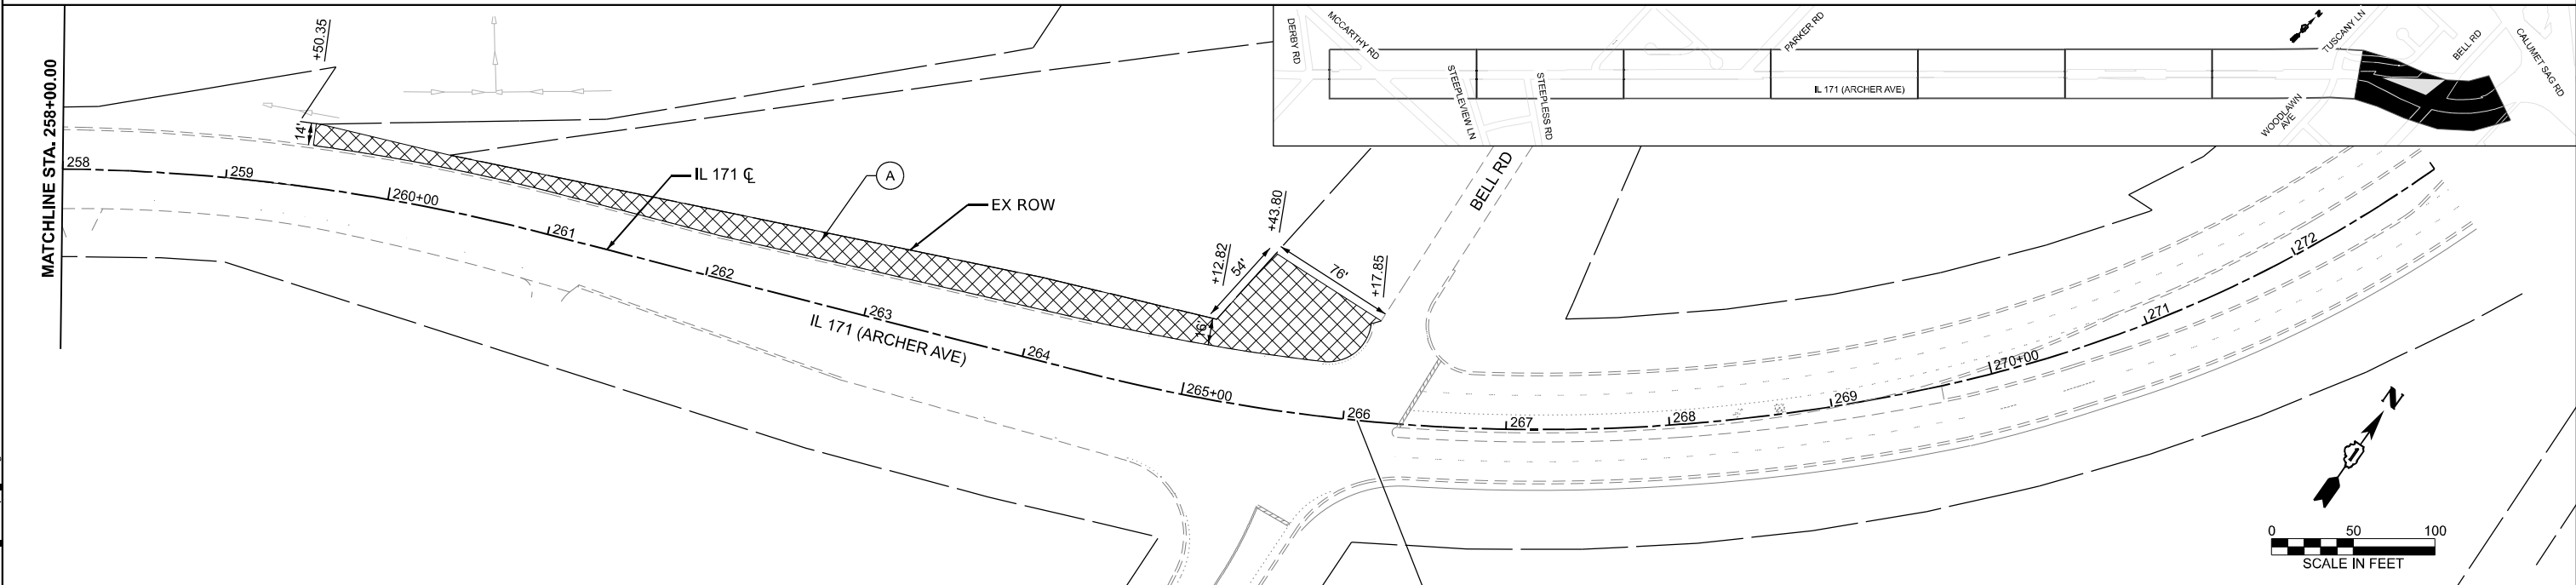 MATCHLINE STA. 258+00.00
+50.35
14'
258
259
260+00
261
262
263
264
265+00
266
267
268
269
270+00
271
272
IL 171 ℄
A
EX ROW
IL 171 (ARCHER AVE)
+12.82
54'
+43.80
76'
+17.85
16'
BELL RD
DERBY RD
MCCARTHY RD
STEEPLEVIEW LN
STEEPLESS RD
PARKER RD
IL 171 (ARCHER AVE)
N
TUSCANY LN
WOODLAWN
AVE
BELL RD
CALUMET SAG RD
N
0 50 100
SCALE IN FEET